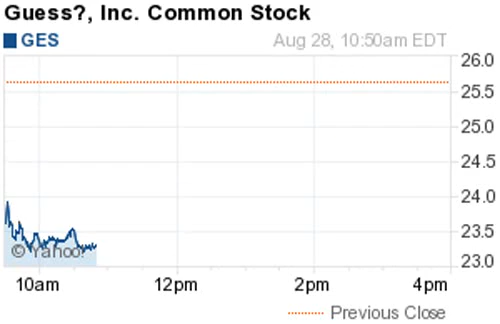 Guess?, Inc. Common Stock
GES Aug 28, 10:50am EDT
26.0
25.5
25.0
24.5
24.0
23.5
23.0
© Yahoo!
10am 12pm 2pm 4pm
Previous Close